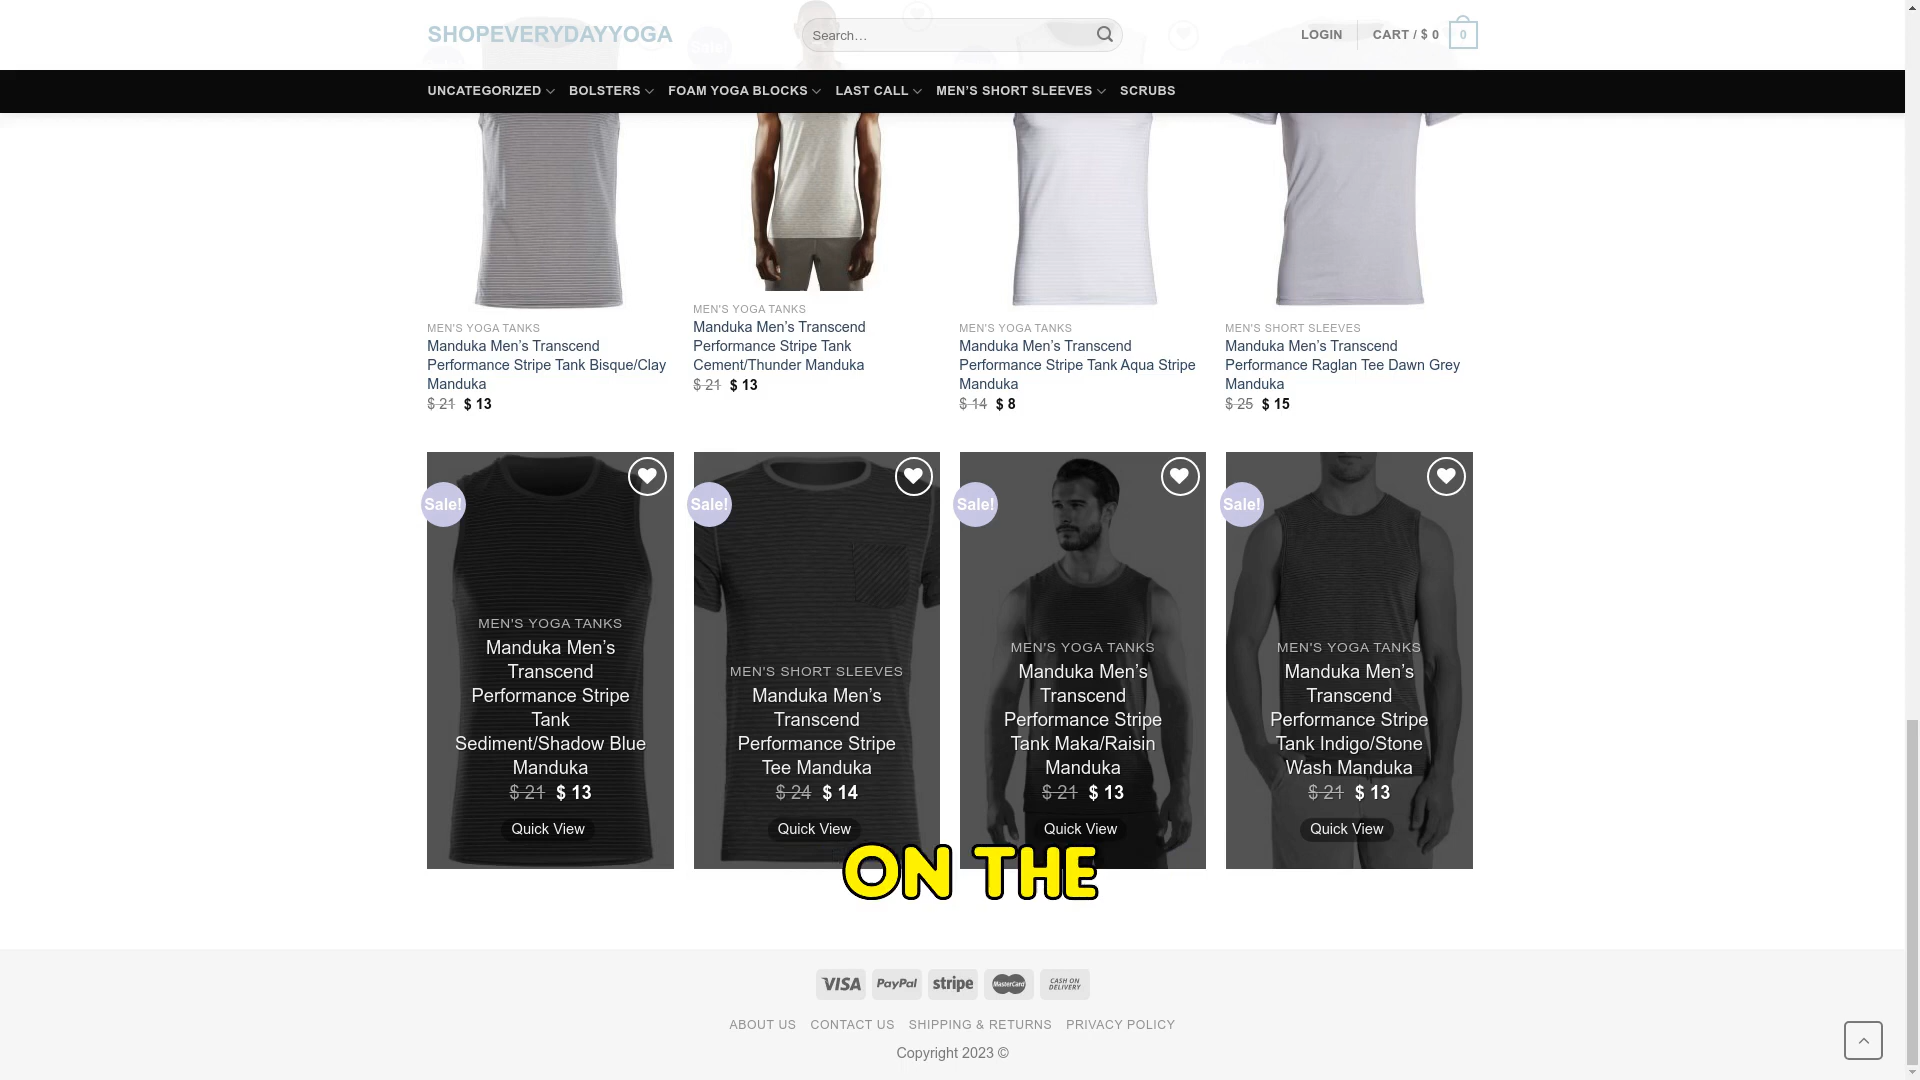 SHOPEVERYDAYYOGA
Search…
LOGIN
CART / $ 0
0
Sale!
UNCATEGORIZED
BOLSTERS
FOAM YOGA BLOCKS
LAST CALL
MEN’S SHORT SLEEVES
SCRUBS
MEN'S YOGA TANKS
Manduka Men’s Transcend
Performance Stripe Tank Bisque/Clay
Manduka
$ 21 $ 13
MEN'S YOGA TANKS
Manduka Men’s Transcend
Performance Stripe Tank
Cement/Thunder Manduka
$ 21 $ 13
MEN'S YOGA TANKS
Manduka Men’s Transcend
Performance Stripe Tank Aqua Stripe
Manduka
$ 14 $ 8
MEN'S SHORT SLEEVES
Manduka Men’s Transcend
Performance Raglan Tee Dawn Grey
Manduka
$ 25 $ 15
Sale!
MEN'S YOGA TANKS
Manduka Men’s
Transcend
Performance Stripe
Tank
Sediment/Shadow Blue
Manduka
$ 21 $ 13
Quick View
Sale!
MEN'S SHORT SLEEVES
Manduka Men’s
Transcend
Performance Stripe
Tee Manduka
$ 24 $ 14
Quick View
Sale!
MEN'S YOGA TANKS
Manduka Men’s
Transcend
Performance Stripe
Tank Maka/Raisin
Manduka
$ 21 $ 13
Quick View
Sale!
MEN'S YOGA TANKS
Manduka Men’s
Transcend
Performance Stripe
Tank Indigo/Stone
Wash Manduka
$ 21 $ 13
Quick View
ON THE
VISA
PayPal
stripe
MasterCard
CASH ON
DELIVERY
ABOUT US
CONTACT US
SHIPPING & RETURNS
PRIVACY POLICY
Copyright 2023 ©